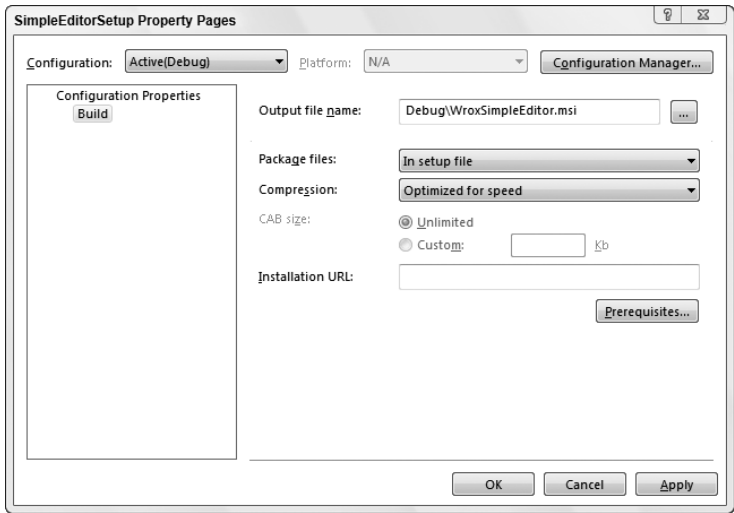 SimpleEditorSetup Property Pages
Configuration: Active(Debug) Platform: N/A Configuration Manager...
Configuration Properties
Build
Output file name: Debug\WroxSimpleEditor.msi ...
Package files: In setup file
Compression: Optimized for speed
CAB size: Unlimited
Custom: Kb
Installation URL:
Prerequisites...
OK Cancel Apply